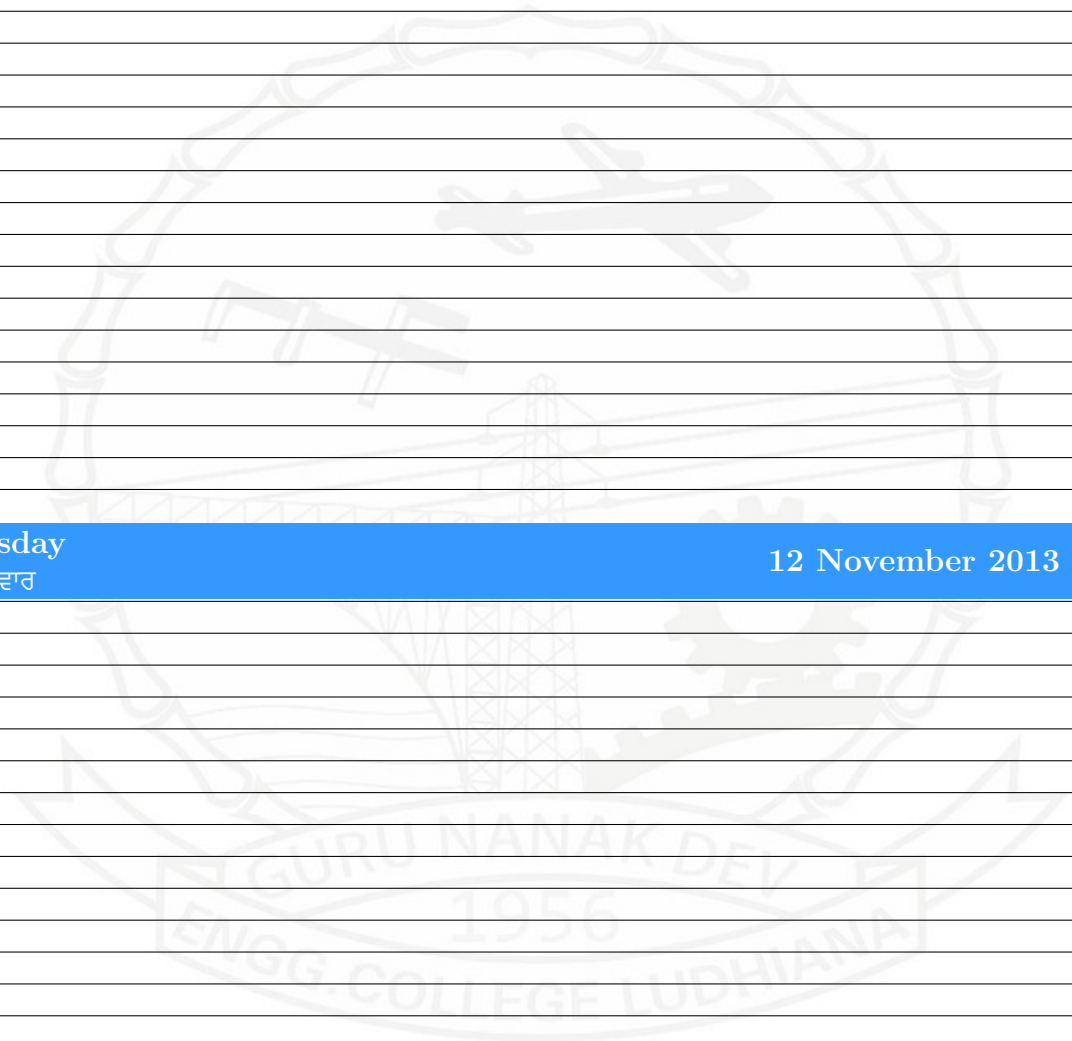 sday
ਵਾਰ
12 November 2013
GURU NANAK DEV
1956
ENGG. COLLEGE LUDHIANA